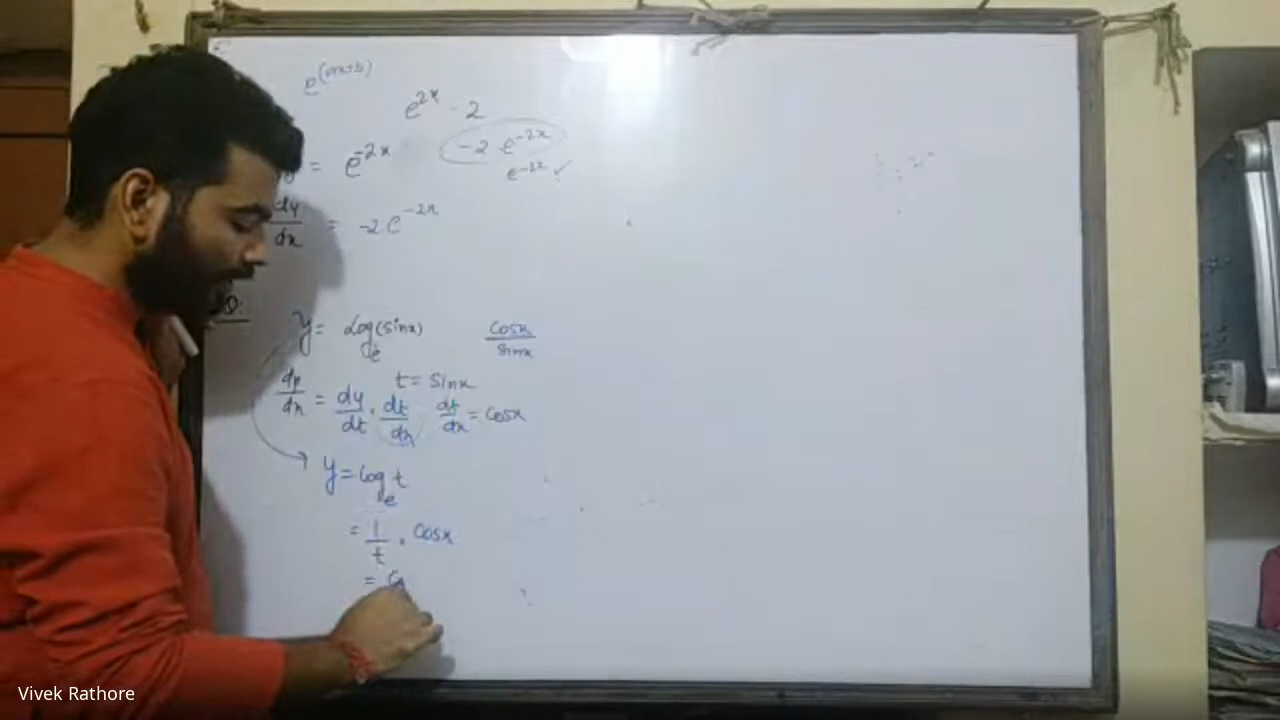 e^(ax+b)
e^2x · 2
= e^-2x
-2 e^-2x
e^-2x ✓
dy/dx = -2e^-2x
y = log_e(sinx)
cosx/sinx
t = sinx
dy/dx = dy/dt · dt/dx
dt/dx = cosx
y = log_e t
= 1/t · cosx
= 
Vivek Rathore